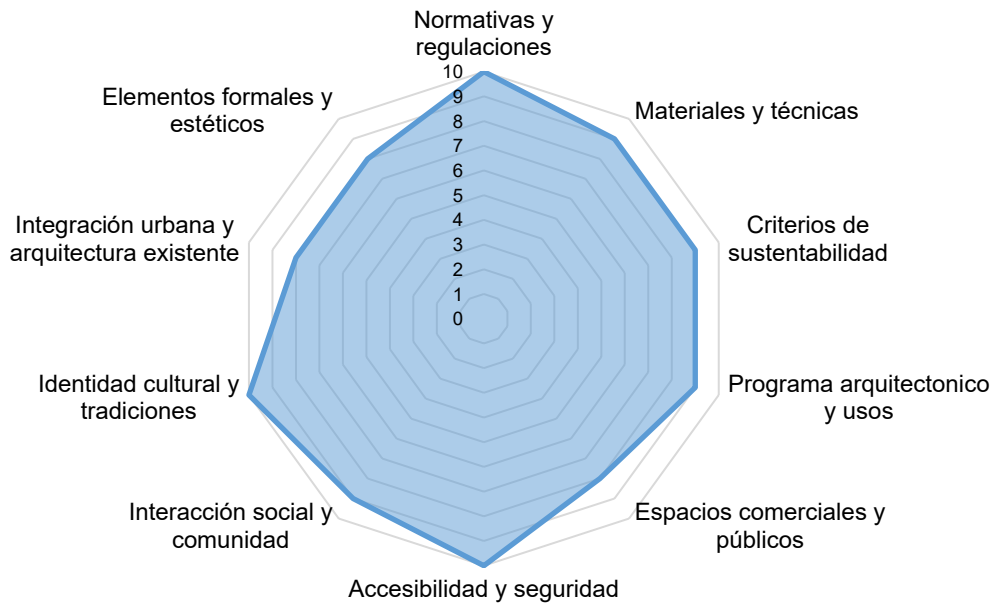 Normativas y
regulaciones
Materiales y técnicas
Criterios de
sustentabilidad
Programa arquitectonico
y usos
Espacios comerciales y
públicos
Accesibilidad y seguridad
Interacción social y
comunidad
Identidad cultural y
tradiciones
Integración urbana y
arquitectura existente
Elementos formales y
estéticos
10
9
8
7
6
5
4
3
2
1
0